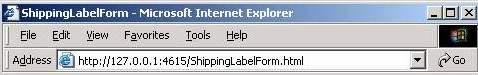 ShippingLabelForm - Microsoft Internet Explorer
File Edit View Favorites Tools Help
Address http://127.0.0.1:4615/ShippingLabelForm.html Go